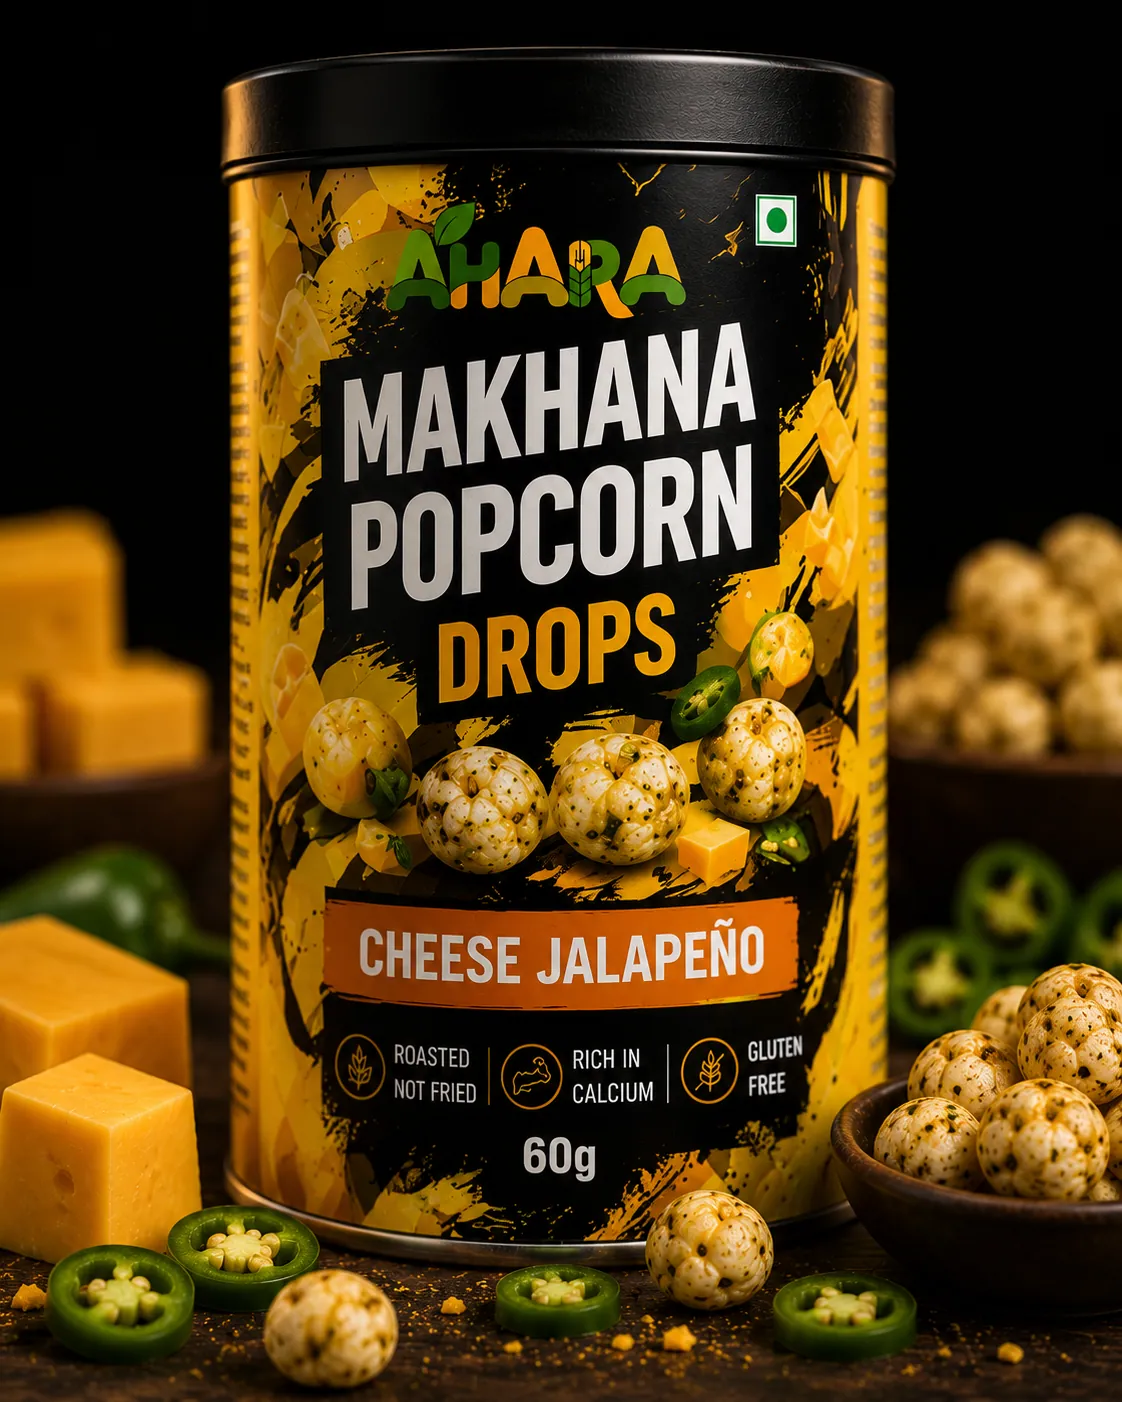 AHARA
MAKHANA
POPCORN
DROPS
CHEESE JALAPEÑO
ROASTED
NOT FRIED
RICH IN
CALCIUM
GLUTEN
FREE
60g